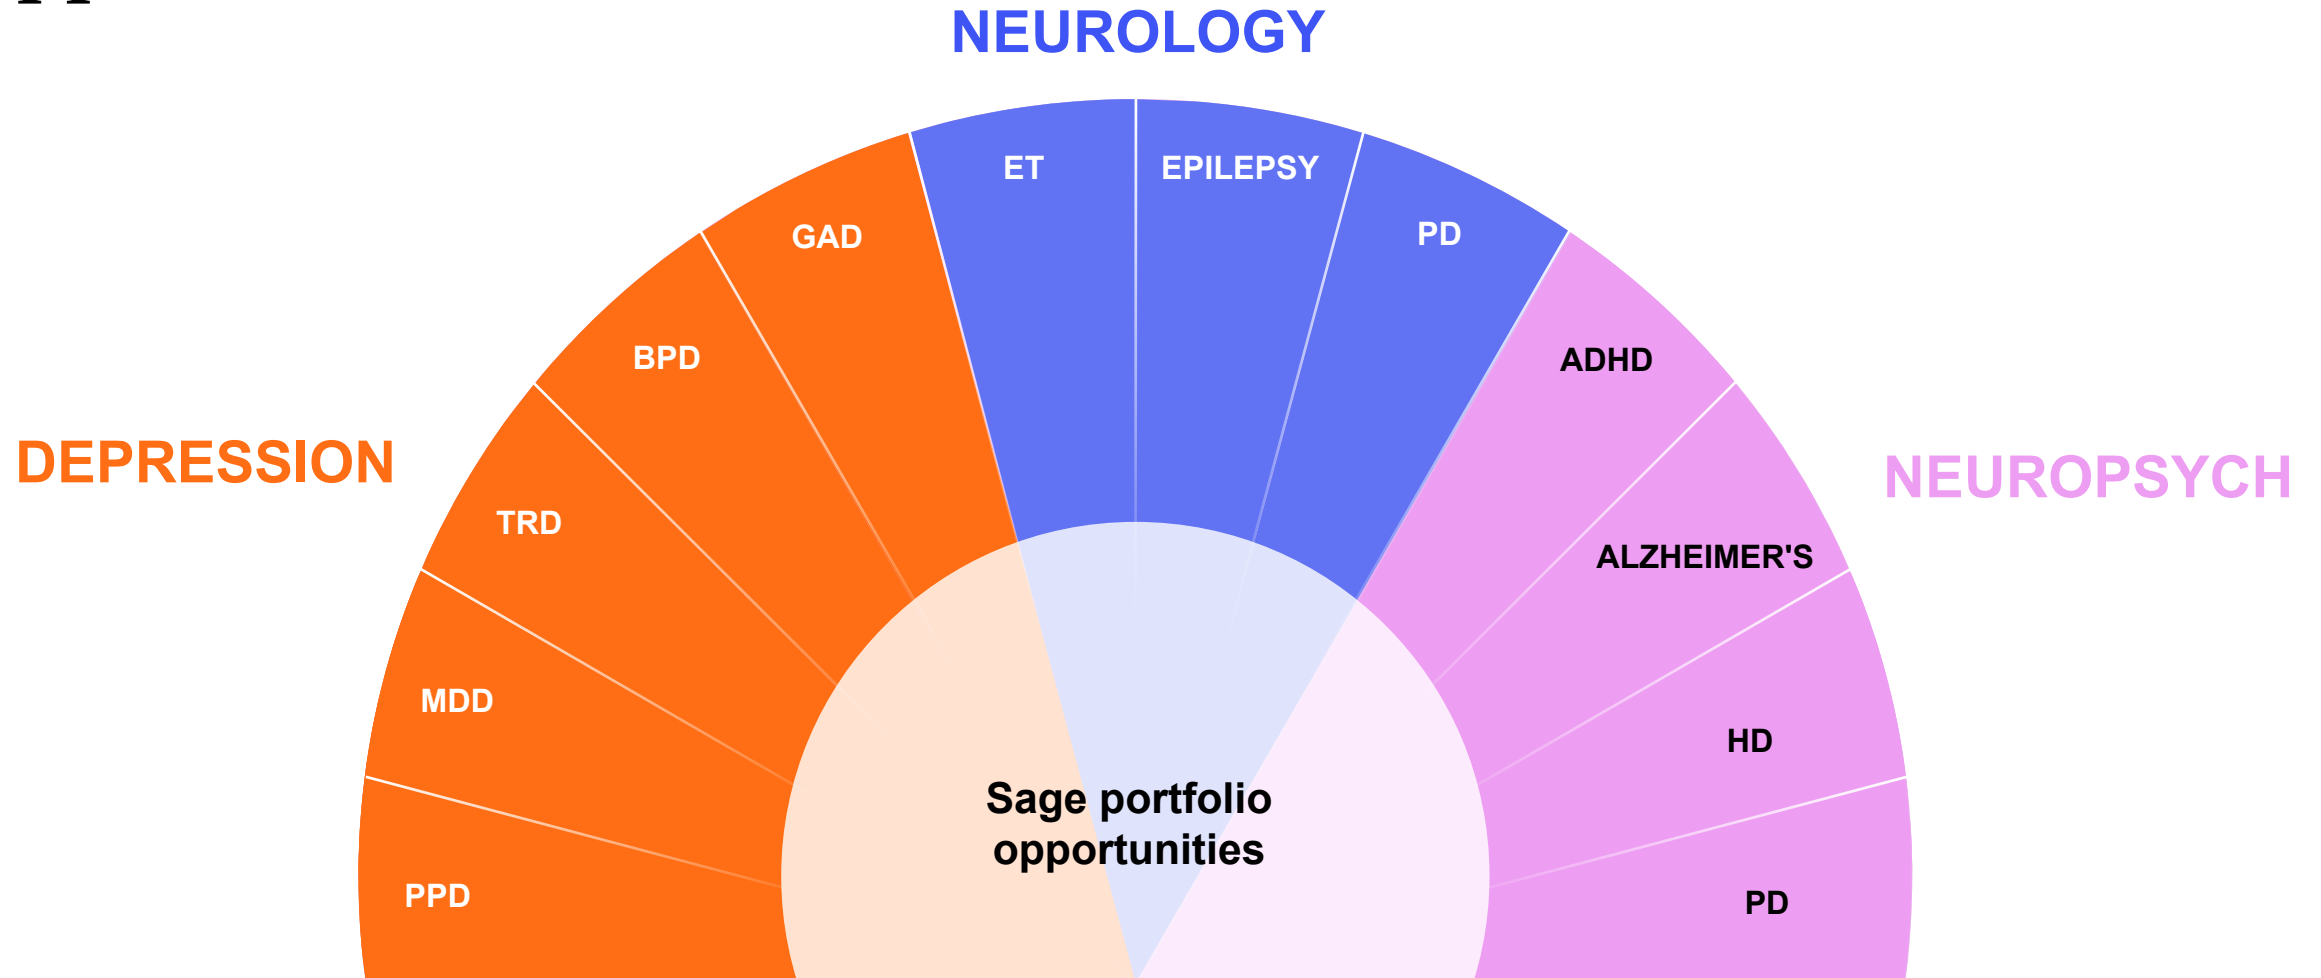 NEUROLOGY
ET
EPILEPSY
PD
GAD
BPD
ADHD
DEPRESSION
NEUROPSYCH
TRD
ALZHEIMER'S
MDD
HD
Sage portfolio
opportunities
PPD
PD